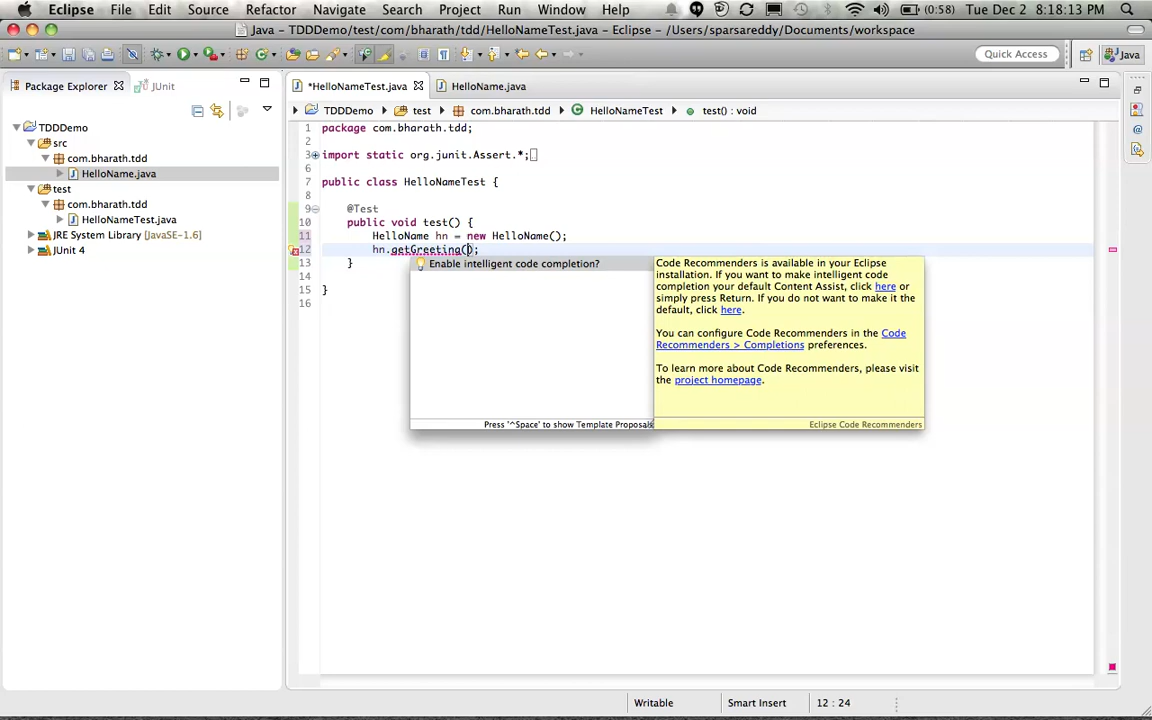 Eclipse File Edit Source Refactor Navigate Search Project Run Window Help (0:58) Tue Dec 2 8:18:13 PM
Java – TDDDemo/test/com/bharath/tdd/HelloNameTest.java – Eclipse – /Users/sparsareddy/Documents/workspace
Quick Access Java
Package Explorer JUnit
*HelloNameTest.java HelloName.java
TDDDemo test com.bharath.tdd HelloNameTest test() : void
TDDDemo
src
com.bharath.tdd
HelloName.java
test
com.bharath.tdd
HelloNameTest.java
JRE System Library [JavaSE-1.6]
JUnit 4
1 package com.bharath.tdd;
2
3 import static org.junit.Assert.*;
6
7 public class HelloNameTest {
8
9 @Test
10 public void test() {
11 HelloName hn = new HelloName();
12 hn.getGreeting();
13 }
14
15 }
16
Enable intelligent code completion?
Press '^Space' to show Template Proposals
Code Recommenders is available in your Eclipse
installation. If you want to make intelligent code
completion your default Content Assist, click here or
simply press Return. If you do not want to make it the
default, click here.
You can configure Code Recommenders in the Code
Recommenders > Completions preferences.
To learn more about Code Recommenders, please visit
the project homepage.
Eclipse Code Recommenders
Writable Smart Insert 12 : 24